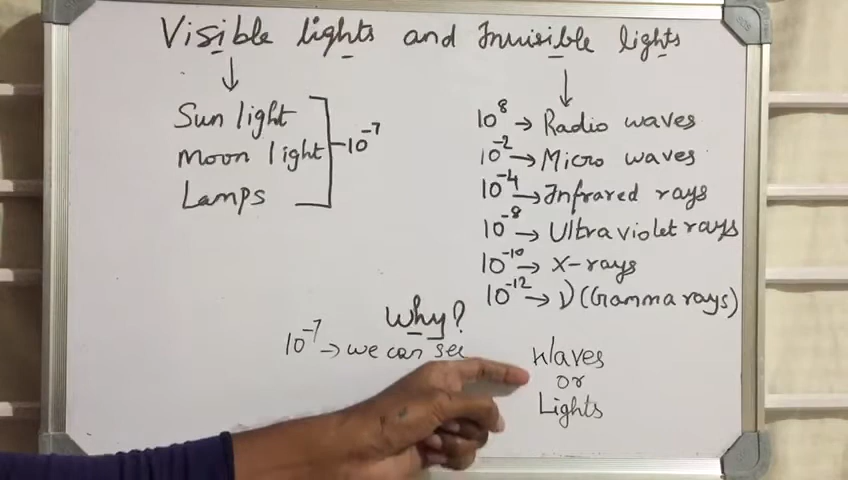 Visible lights and Invisible lights
Sun light
Moon light
Lamps
10⁻⁷
10⁸ → Radio waves
10⁻² → Micro waves
10⁻⁴ → Infrared rays
10⁻⁸ → Ultraviolet rays
10⁻¹⁰ → X-rays
10⁻¹² → ν (Gamma rays)
Why?
10⁻⁷ → we can see
Waves
or
Lights